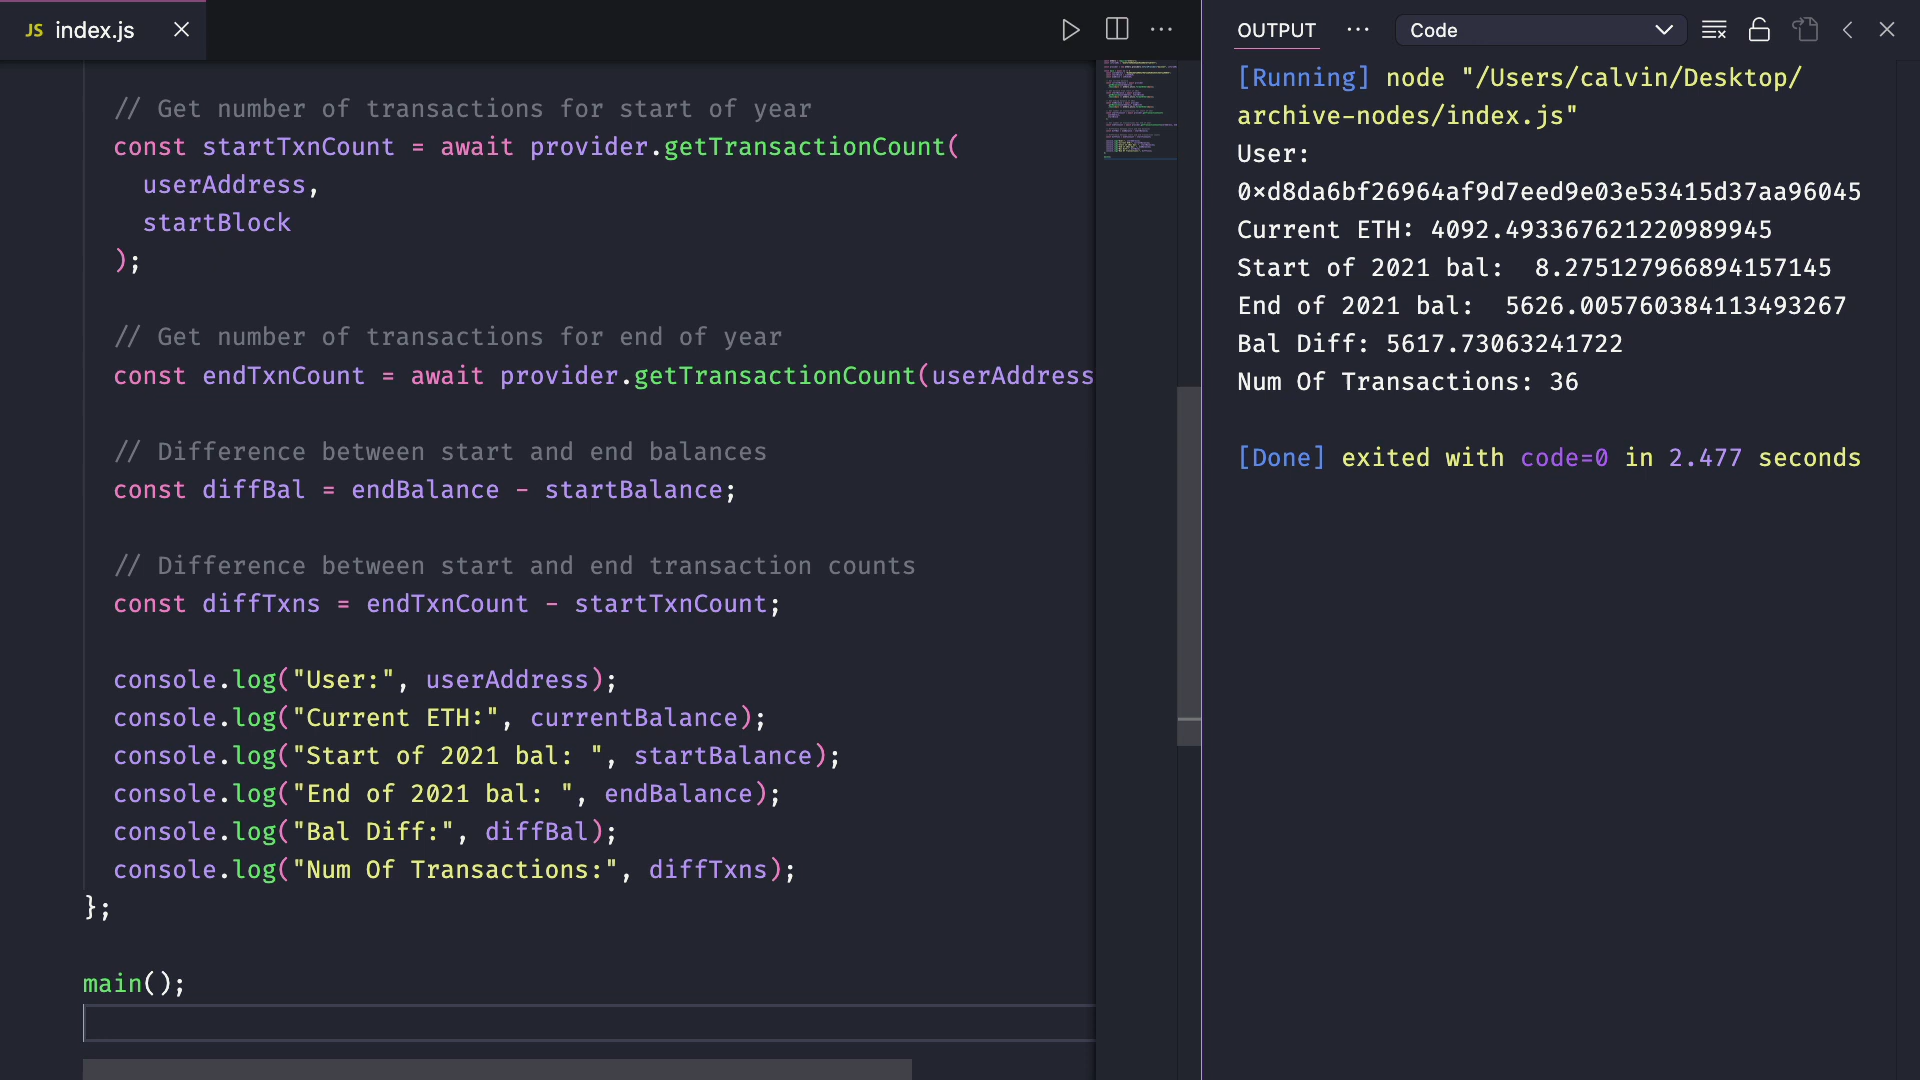 JS index.js
// Get number of transactions for start of year
const startTxnCount = await provider.getTransactionCount(
userAddress,
startBlock
);
// Get number of transactions for end of year
const endTxnCount = await provider.getTransactionCount(userAddress
// Difference between start and end balances
const diffBal = endBalance - startBalance;
// Difference between start and end transaction counts
const diffTxns = endTxnCount - startTxnCount;
console.log("User:", userAddress);
console.log("Current ETH:", currentBalance);
console.log("Start of 2021 bal: ", startBalance);
console.log("End of 2021 bal: ", endBalance);
console.log("Bal Diff:", diffBal);
console.log("Num Of Transactions:", diffTxns);
};
main();
OUTPUT
Code
[Running] node "/Users/calvin/Desktop/
archive-nodes/index.js"
User:
0xd8da6bf26964af9d7eed9e03e53415d37aa96045
Current ETH: 4092.493367621220989945
Start of 2021 bal:  8.275127966894157145
End of 2021 bal:  5626.005760384113493267
Bal Diff: 5617.73063241722
Num Of Transactions: 36
[Done] exited with code=0 in 2.477 seconds